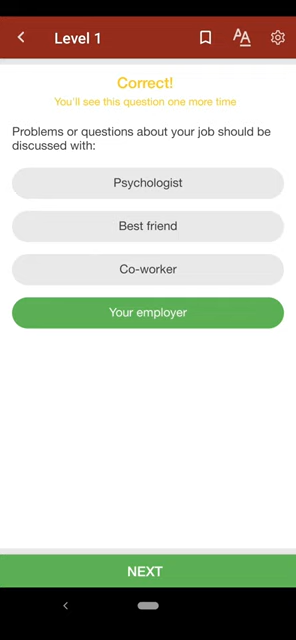 Level 1
AA
Correct!
You'll see this question one more time
Problems or questions about your job should be
discussed with:
Psychologist
Best friend
Co-worker
Your employer
NEXT